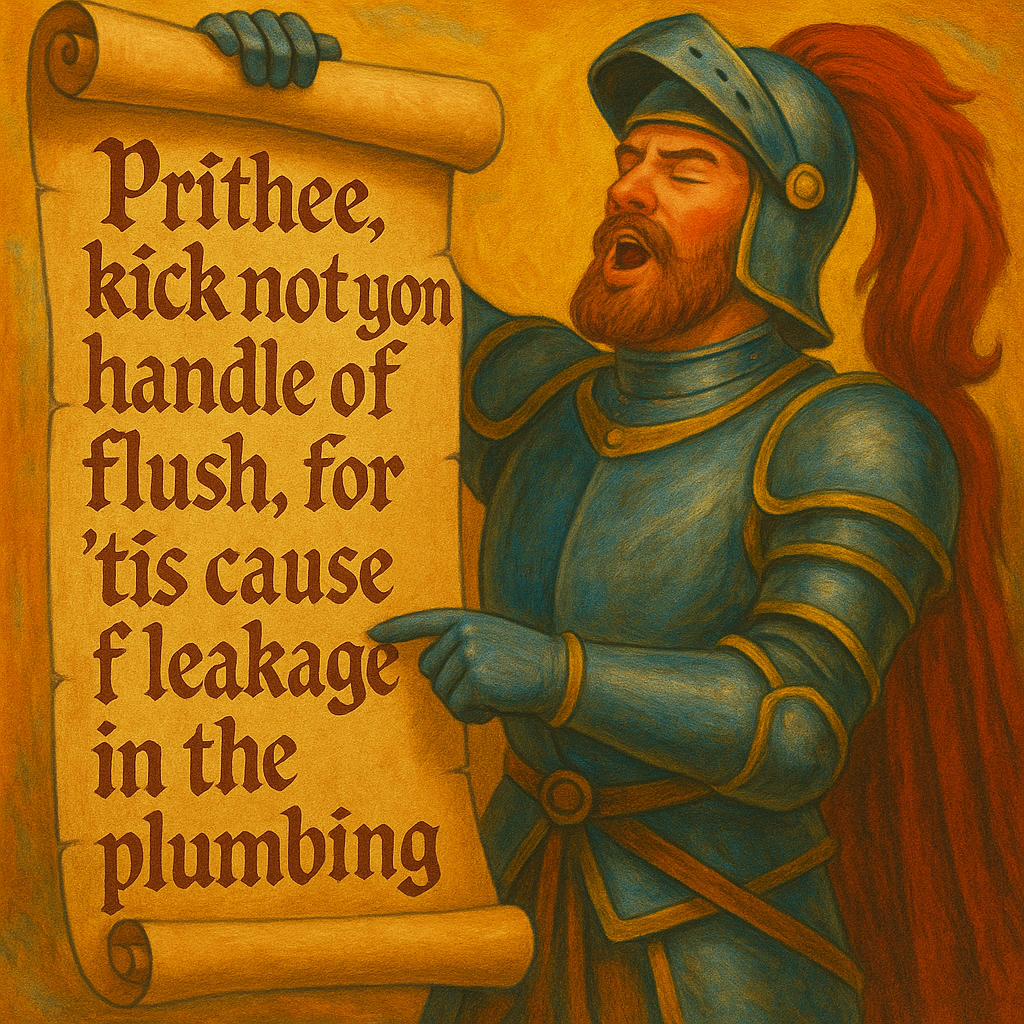 Prithee,
kick not yon
handle of
flush, for
'tis cause
f leakage
in the
plumbing